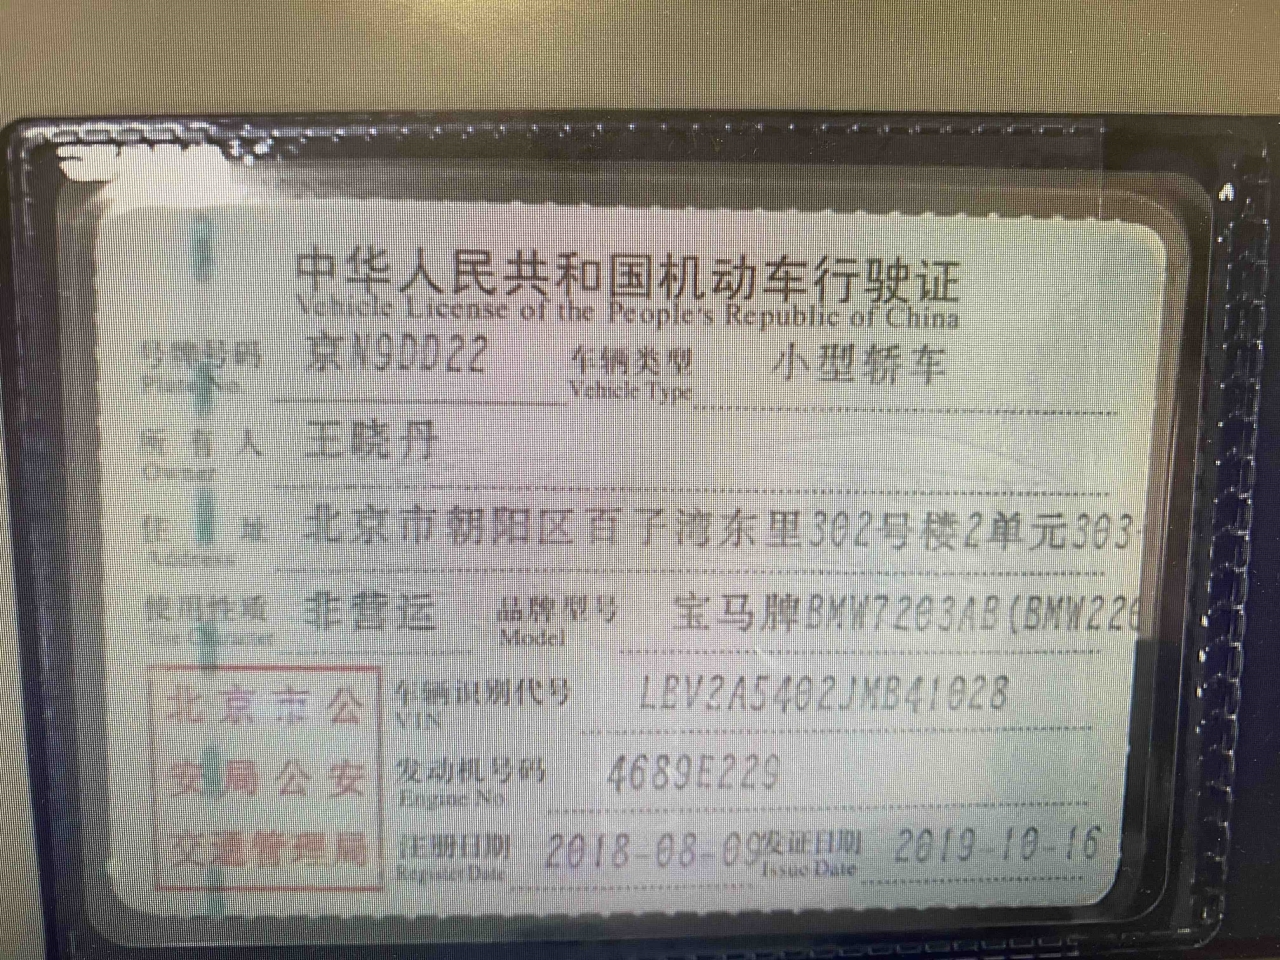 中华人民共和国机动车行驶证
Vehicle License of the People's Republic of China
号牌号码 京N9DD22 车辆类型 小型轿车
Plate No. Vehicle Type
所有人 王晓丹
Owner
住址 北京市朝阳区百子湾东里302号楼2单元303
Address
使用性质 非营运 品牌型号 宝马牌BMW7203AB(BMW220
Use Character Model
北京市公 车辆识别代号 LBV2A5402JMB41028
VIN
安局公安 发动机号码 4689E229
Engine No
交通管理局 注册日期 2018-08-09 发证日期 2019-10-16
Register Date Issue Date